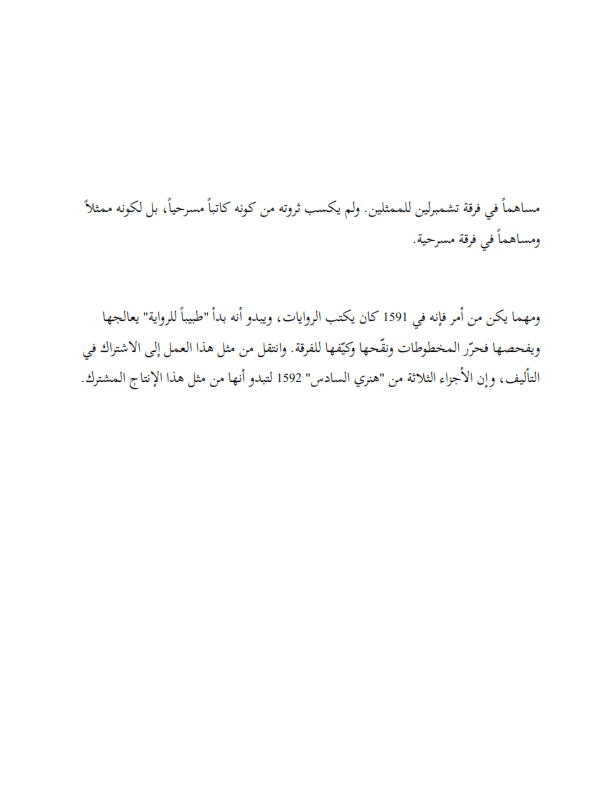 مساهماً في فرقة تشمبرلين للممثلين. ولم يكسب ثروته من كونه كاتباً مسرحياً، بل لكونه ممثلاً
ومساهماً في فرقة مسرحية.
ومهما يكن من أمر فإنه في 1591 كان يكتب الروايات، ويبدو أنه بدأ "طبيباً للرواية" يعالجها
ويفحصها فحرّر المخطوطات ونقّحها وكيّفها للفرقة. وانتقل من مثل هذا العمل إلى الاشتراك في
التأليف، وإن الأجزاء الثلاثة من "هنري السادس" 1592 لتبدو أنها من مثل هذا الإنتاج المشترك.